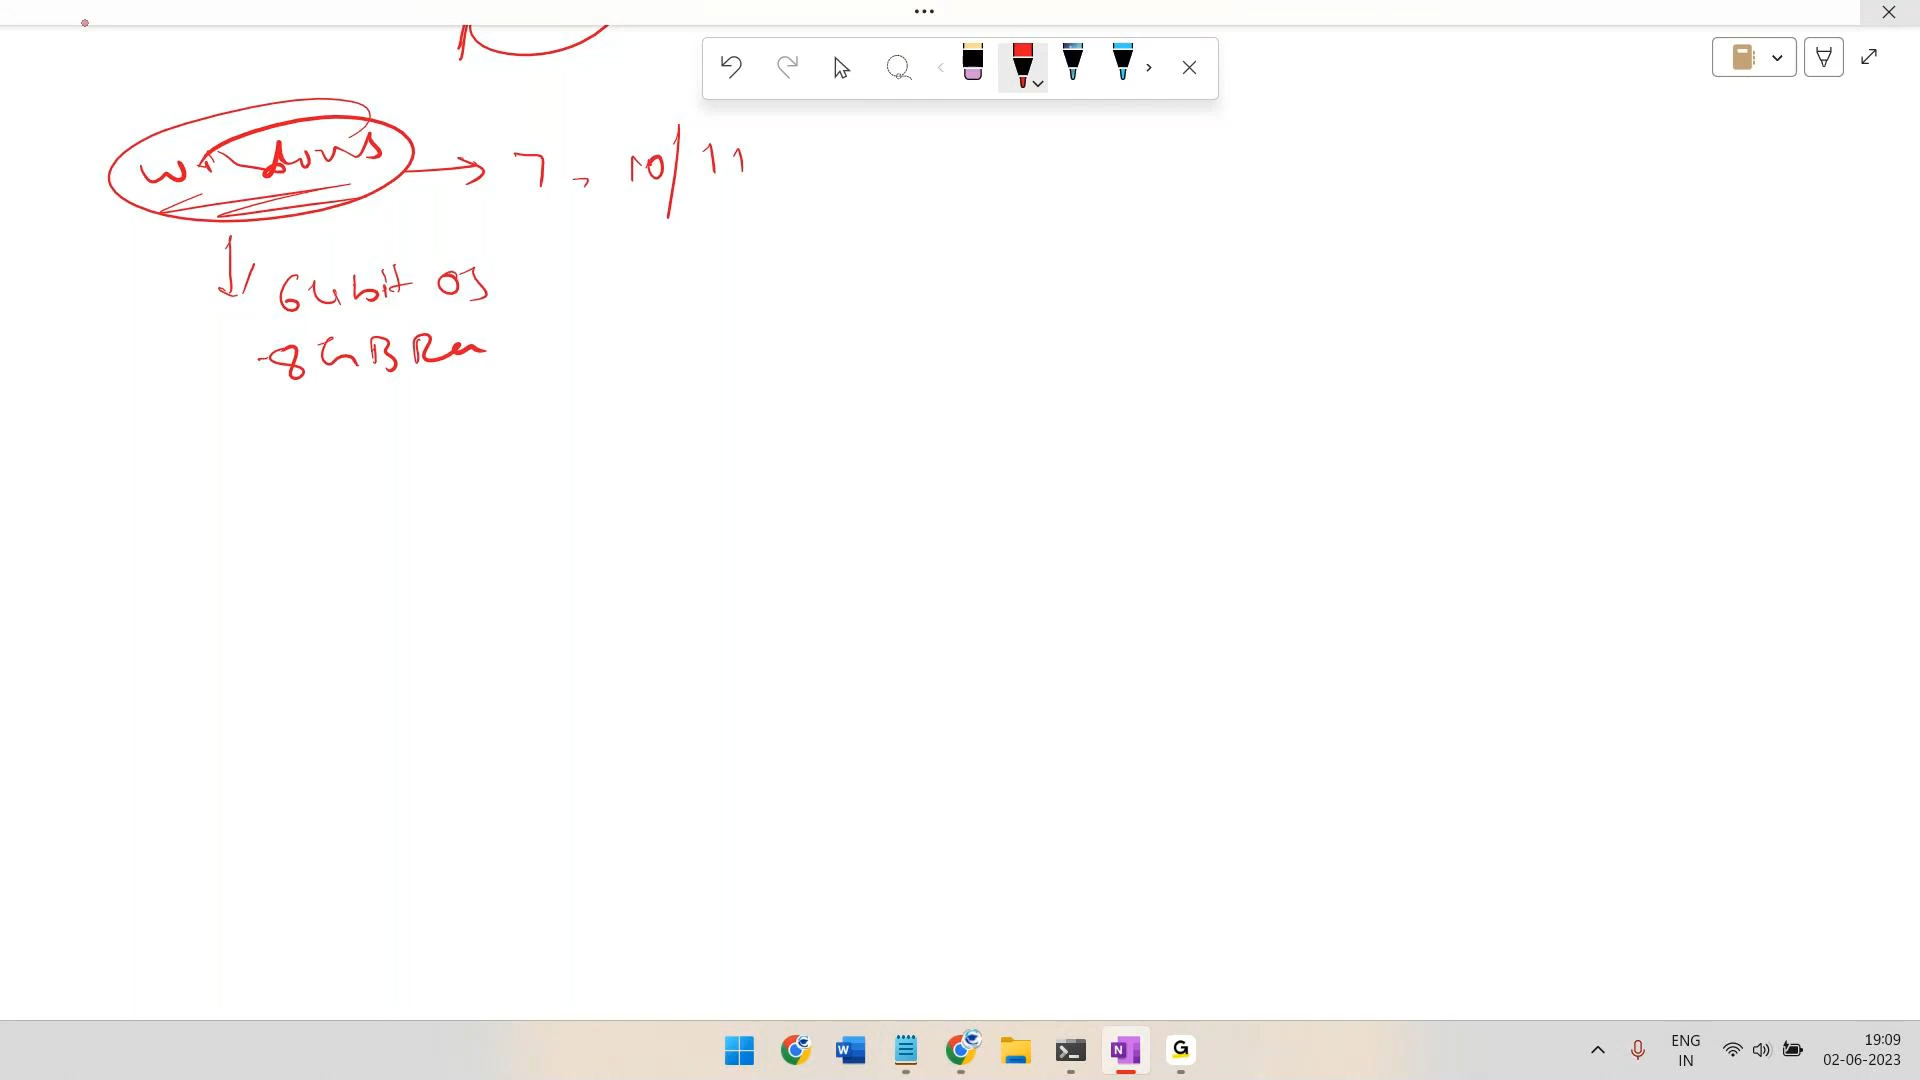 windows → 7, 10/11
64bit OS
-8GB Ram
ENG
IN
19:09
02-06-2023